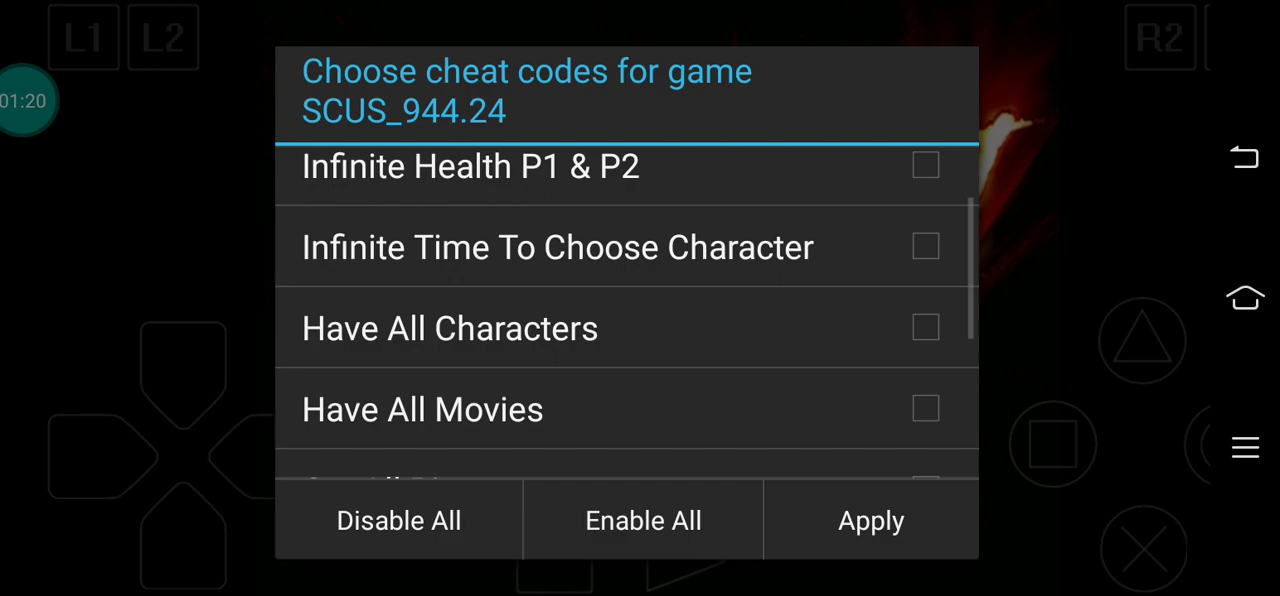 L1 L2 R2
01:20
Choose cheat codes for game
SCUS_944.24
Infinite Health P1 & P2
Infinite Time To Choose Character
Have All Characters
Have All Movies
Disable All Enable All Apply